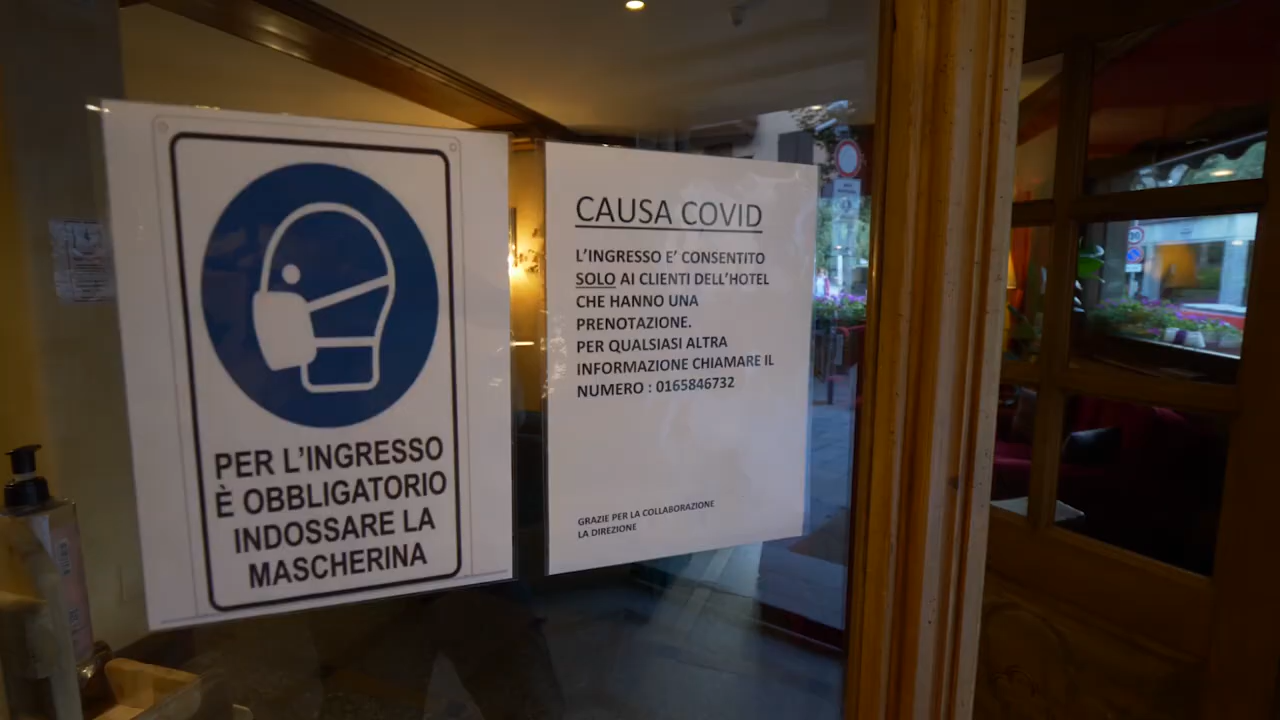 PER L'INGRESSO
È OBBLIGATORIO
INDOSSARE LA
MASCHERINA
CAUSA COVID
L'INGRESSO E' CONSENTITO
SOLO AI CLIENTI DELL'HOTEL
CHE HANNO UNA
PRENOTAZIONE.
PER QUALSIASI ALTRA
INFORMAZIONE CHIAMARE IL
NUMERO : 0165846732
GRAZIE PER LA COLLABORAZIONE
LA DIREZIONE